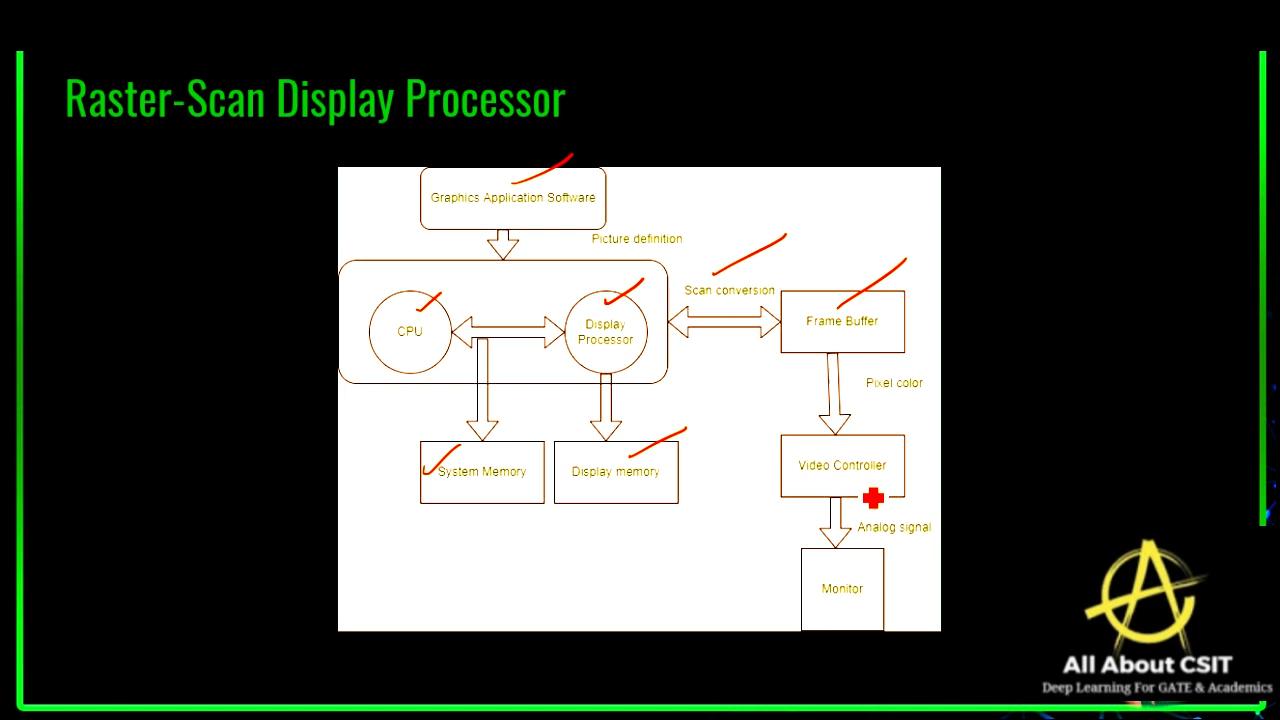 Raster-Scan Display Processor
Graphics Application Software
Picture definition
Scan conversion
CPU
Display
Processor
Frame Buffer
Pixel color
System Memory
Display memory
Video Controller
Analog signal
Monitor
All About CSIT
Deep Learning For GATE & Academics